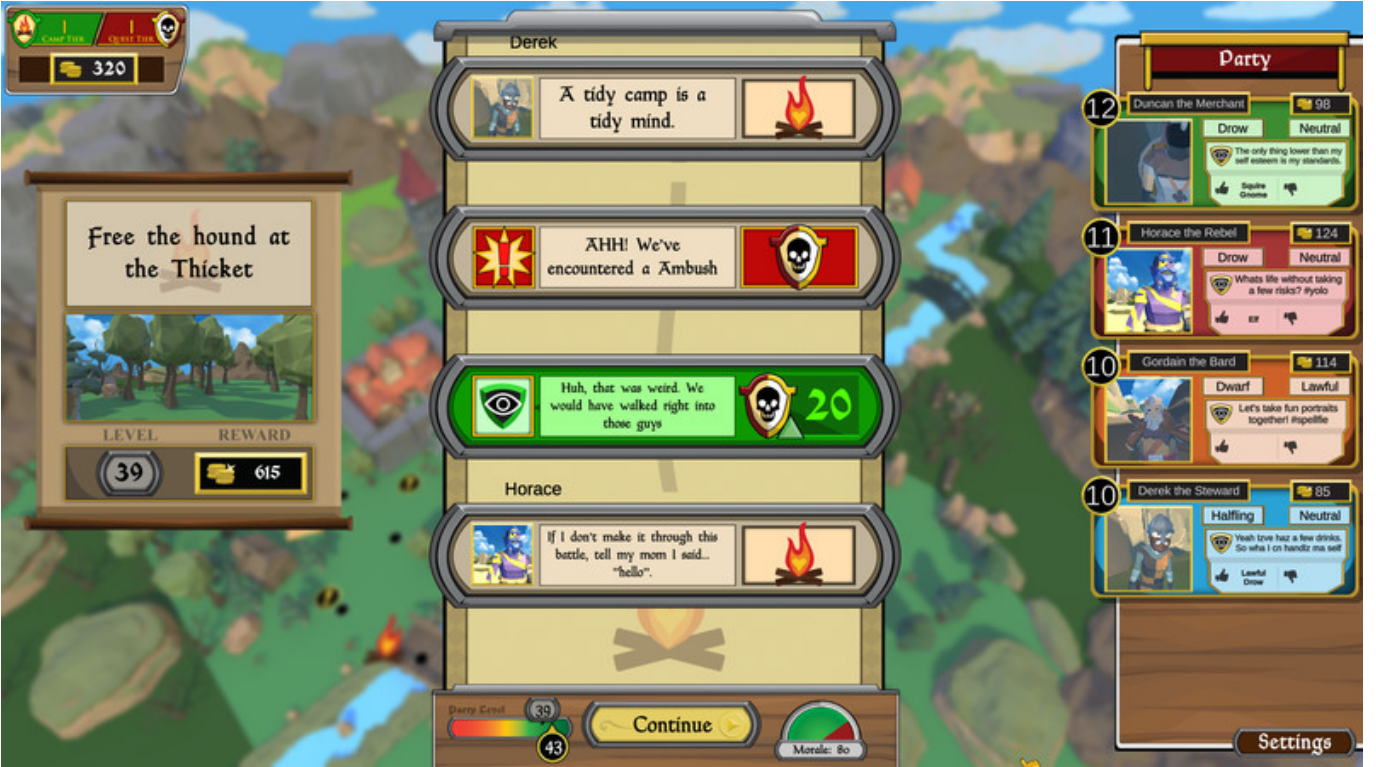 CAMP TIER
QUEST TIER
320
Free the hound at
the Thicket
LEVEL
REWARD
39
615
Derek
A tidy camp is a
tidy mind.
AHH! We've
encountered a Ambush
Huh, that was weird. We
would have walked right into
those guys
20
Horace
If I don't make it through this
battle, tell my mom I said...
"hello".
Party Level
39
43
Continue
Morale: 80
Party
12
Duncan the Merchant
98
Drow
Neutral
The only thing lower than my
self esteem is my standards.
Squire
Gnome
11
Horace the Rebel
124
Drow
Neutral
Whats life without taking
a few risks? #yolo
Elf
10
Gordain the Bard
114
Dwarf
Lawful
Let's take fun portraits
together! #spellfie
10
Derek the Steward
85
Halfling
Neutral
Yeah Izve haz a few drinks.
So wha I cn handlz ma self
Lawful
Drow
Settings